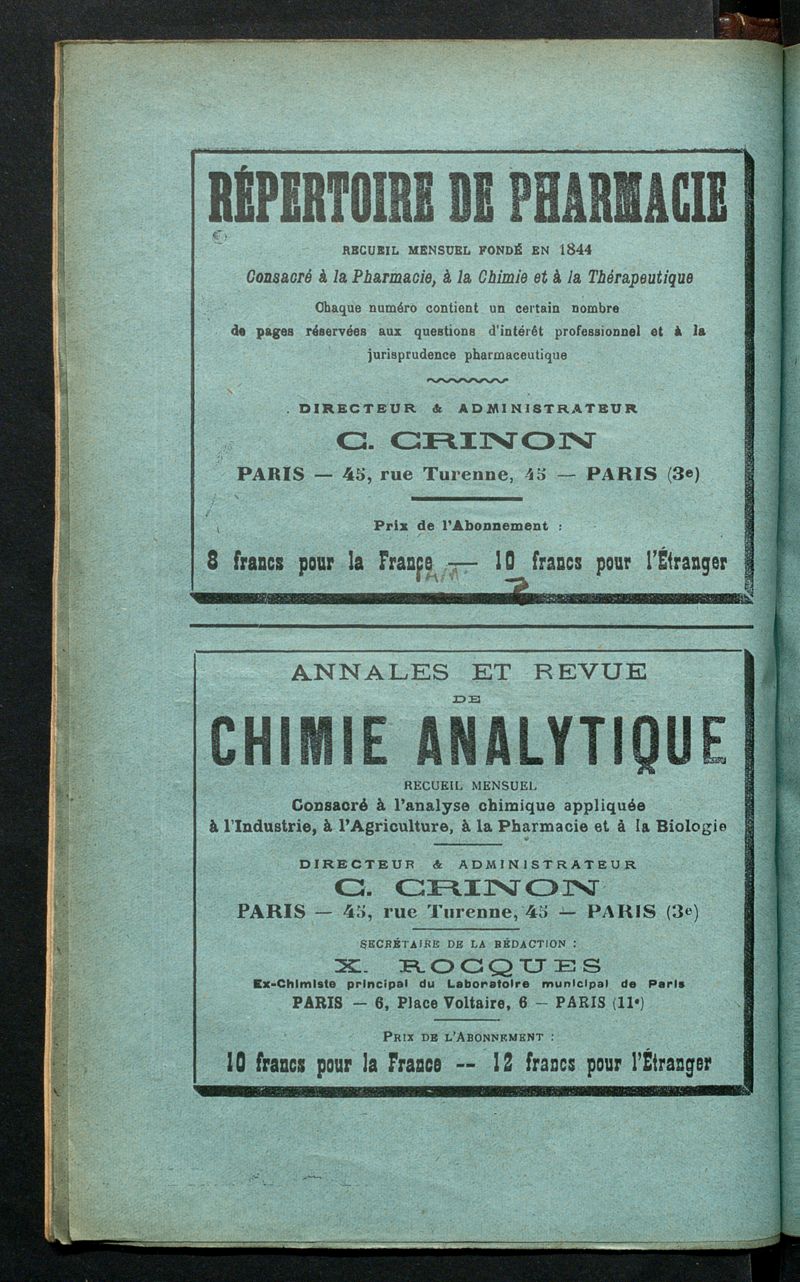 RÉPERTOIRE DE PHARMACIE
RECUEIL MENSUEL FONDÉ EN 1844
Consacré à la Pharmacie, à la Chimie et à la Thérapeutique
Chaque numéro contient un certain nombre
de pages réservées aux questions d'intérêt professionnel et à la
jurisprudence pharmaceutique
DIRECTEUR & ADMINISTRATEUR
C. CRINON
PARIS — 45, rue Turenne, 45 — PARIS (3e)
Prix de l'Abonnement :
8 francs pour la France — 10 francs pour l'Étranger
ANNALES ET REVUE
DE
CHIMIE ANALYTIQUE
RECUEIL MENSUEL
Consacré à l'analyse chimique appliquée
à l'Industrie, à l'Agriculture, à la Pharmacie et à la Biologie
DIRECTEUR & ADMINISTRATEUR
C. CRINON
PARIS — 45, rue Turenne, 45 — PARIS (3e)
SECRÉTAIRE DE LA RÉDACTION :
X. ROCQUES
Ex-Chimiste principal du Laboratoire municipal de Paris
PARIS — 6, Place Voltaire, 6 — PARIS (11e)
PRIX DE L'ABONNEMENT :
10 francs pour la France -- 12 francs pour l'Étranger